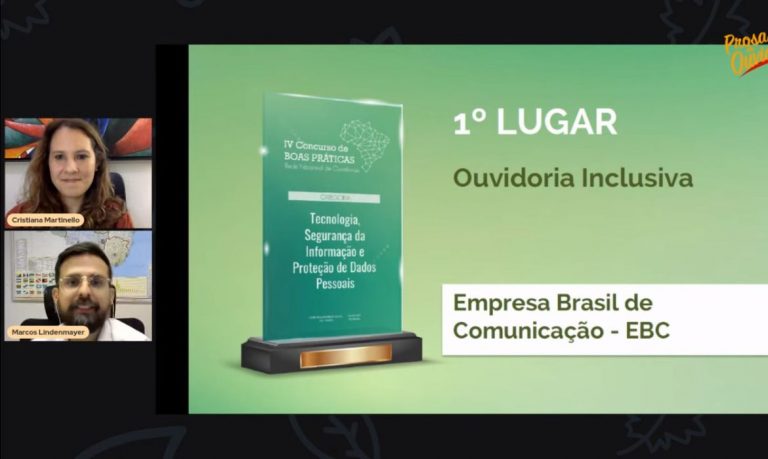 Prosa
1º LUGAR
Ouvidoria Inclusiva
Empresa Brasil de
Comunicação - EBC
IV Concurso de
BOAS PRÁTICAS
Rede Nacional de Ouvidorias
CATEGORIA
Tecnologia,
Segurança da
Informação e
Proteção de Dados
Pessoais
Cristiana Martinello
Marcos Lindenmayer